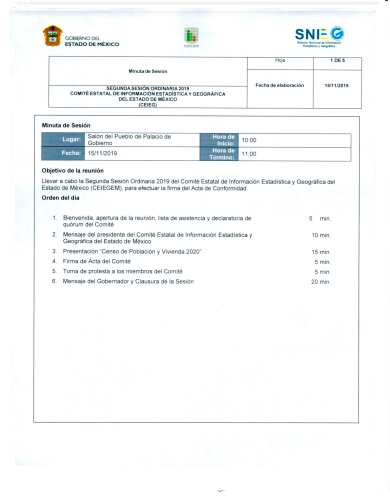 GOBIERNO DEL
ESTADO DE MÉXICO
IGECEM
SNIEG
Sistema Nacional de Información
Estadística y Geográfica
Hoja
1 DE 5
Minuta de Sesión
Fecha de elaboración
15/11/2019
SEGUNDA SESIÓN ORDINARIA 2019
COMITÉ ESTATAL DE INFORMACIÓN ESTADÍSTICA Y GEOGRÁFICA
DEL ESTADO DE MÉXICO
(CEIEG)
Minuta de Sesión
Lugar:
Salón del Pueblo de Palacio de
Gobierno
Hora de
Inicio:
10:00
Fecha:
15/11/2019
Hora de
Término:
11:00
Objetivo de la reunión
Llevar a cabo la Segunda Sesión Ordinaria 2019 del Comité Estatal de Información Estadística y Geográfica del
Estado de México (CEIEGEM), para efectuar la firma del Acta de Conformidad.
Orden del día
1. Bienvenida, apertura de la reunión, lista de asistencia y declaratoria de 5 min.
quórum del Comité
2. Mensaje del presidente del Comité Estatal de Información Estadística y 10 min.
Geográfica del Estado de México
3. Presentación "Censo de Población y Vivienda 2020" 15 min.
4. Firma de Acta del Comité 5 min.
5. Toma de protesta a los miembros del Comité 5 min.
6. Mensaje del Gobernador y Clausura de la Sesión 20 min.